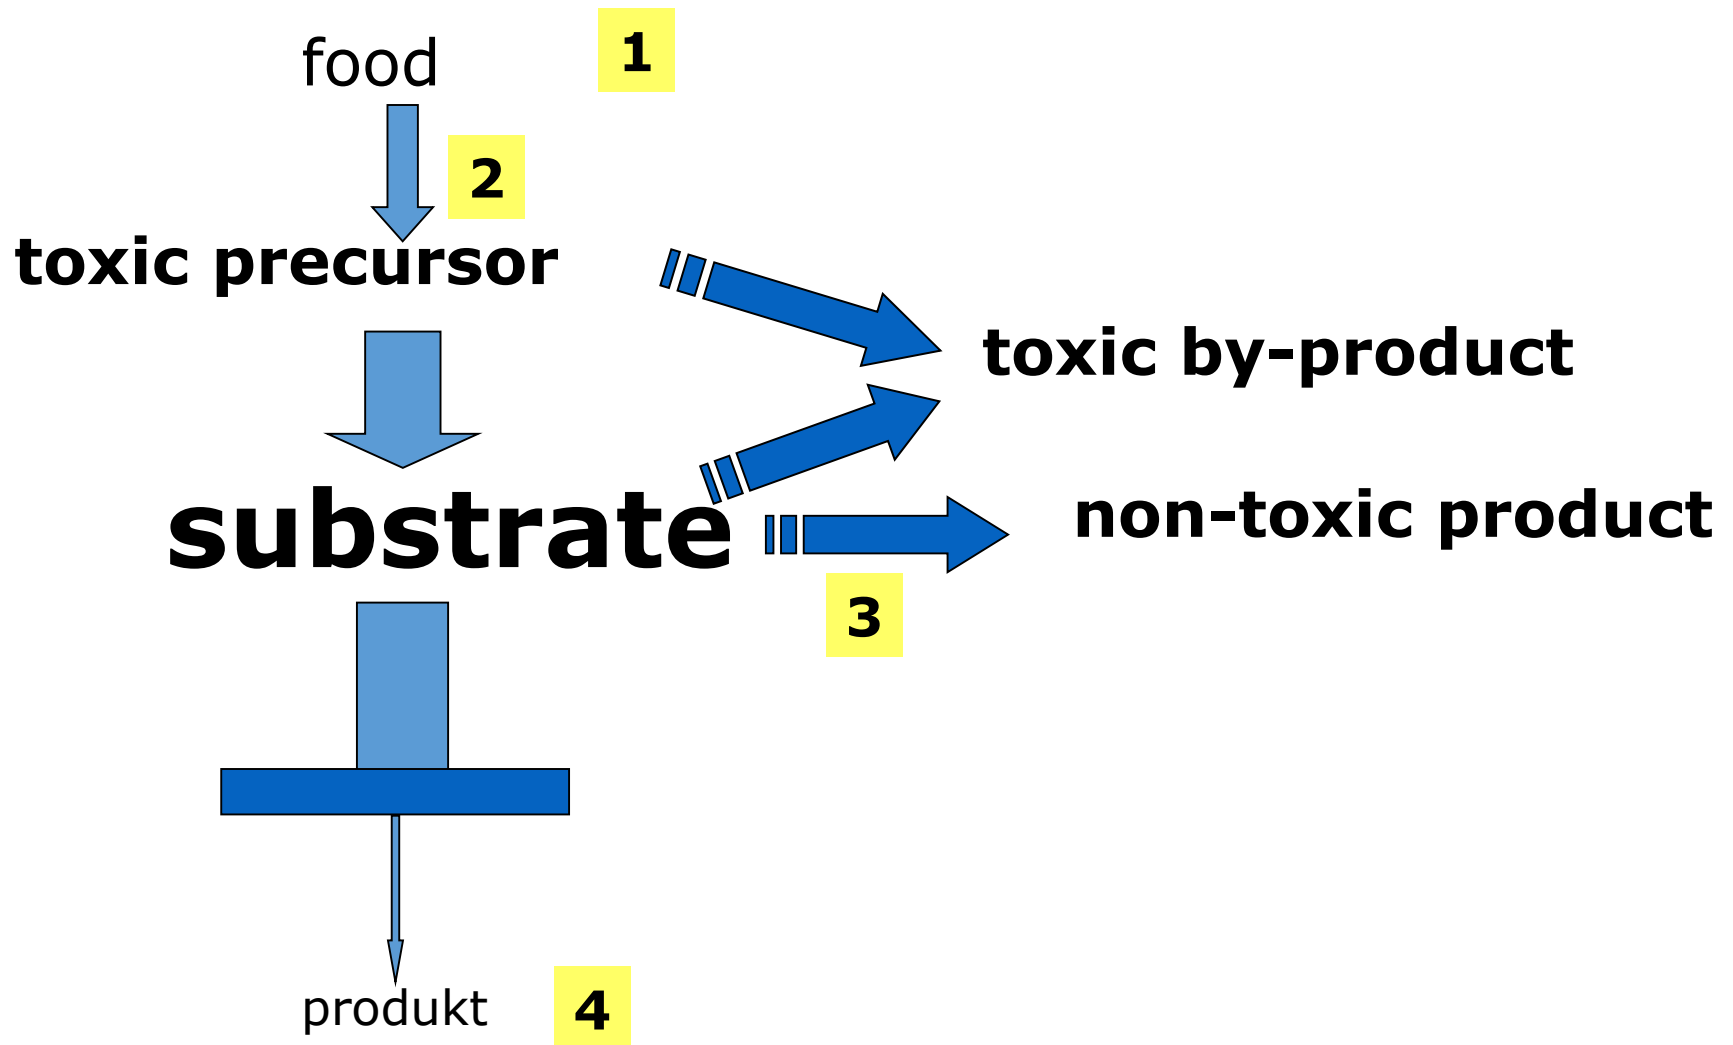 food
1
2
toxic precursor
toxic by-product
substrate
non-toxic product
3
produkt
4